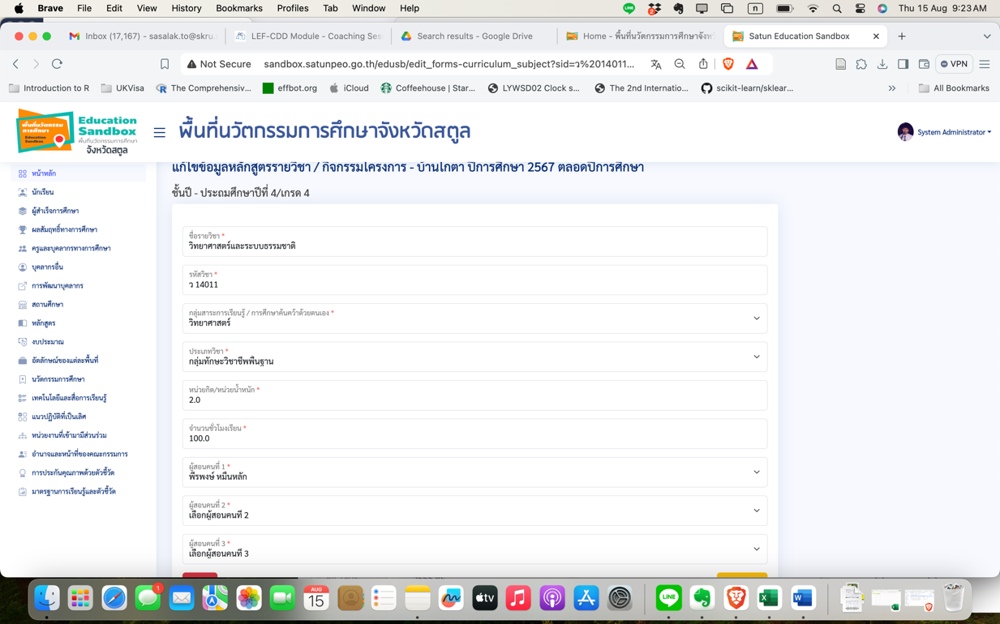 Brave File Edit View History Bookmarks Profiles Tab Window Help
Thu 15 Aug 9:23 AM
Inbox (17,167) - sasalak.to@skru.
LEF-CDD Module - Coaching Ses
Search results - Google Drive
Home - พื้นที่นวัตกรรมการศึกษาจังห
Satun Education Sandbox
Not Secure
sandbox.satunpeo.go.th/edusb/edit_forms-curriculum_subject?sid=ว%2014011...
VPN
Introduction to R
UKVisa
The Comprehensiv...
effbot.org
iCloud
Coffeehouse | Star...
LYWSD02 Clock s...
The 2nd Internatio...
scikit-learn/sklear...
All Bookmarks
พื้นที่นวัตกรรม
การศึกษา
Education
Sandbox
Education
Sandbox
พื้นที่นวัตกรรมการศึกษา
จังหวัดสตูล
พื้นที่นวัตกรรมการศึกษาจังหวัดสตูล
System Administrator
หน้าหลัก
นักเรียน
ผู้สำเร็จการศึกษา
ผลสัมฤทธิ์ทางการศึกษา
ครูและบุคลากรทางการศึกษา
บุคลากรอื่น
การพัฒนาบุคลากร
สถานศึกษา
หลักสูตร
งบประมาณ
อัตลักษณ์ของแต่ละพื้นที่
นวัตกรรมการศึกษา
เทคโนโลยีและสื่อการเรียนรู้
แนวปฏิบัติที่เป็นเลิศ
หน่วยงานที่เข้ามามีส่วนร่วม
อำนาจและหน้าที่ของคณะกรรมการ
การประกันคุณภาพด้วยตัวชี้วัด
มาตรฐานการเรียนรู้และตัวชี้วัด
แก้ไขข้อมูลหลักสูตรรายวิชา / กิจกรรมโครงการ - บ้านโกตา ปีการศึกษา 2567 ตลอดปีการศึกษา
ชั้นปี - ประถมศึกษาปีที่ 4/เกรด 4
ชื่อรายวิชา *
วิทยาศาสตร์และระบบธรรมชาติ
รหัสวิชา *
ว 14011
กลุ่มสาระการเรียนรู้ / การศึกษาค้นคว้าด้วยตนเอง *
วิทยาศาสตร์
ประเภทวิชา *
กลุ่มทักษะวิชาชีพพื้นฐาน
หน่วยกิต/หน่วยน้ำหนัก *
2.0
จำนวนชั่วโมงเรียน *
100.0
ผู้สอนคนที่ 1 *
พีรพงษ์ หมื่นหลัก
ผู้สอนคนที่ 2 *
เลือกผู้สอนคนที่ 2
ผู้สอนคนที่ 3 *
เลือกผู้สอนคนที่ 3
1
AUG
15
tv
LINE